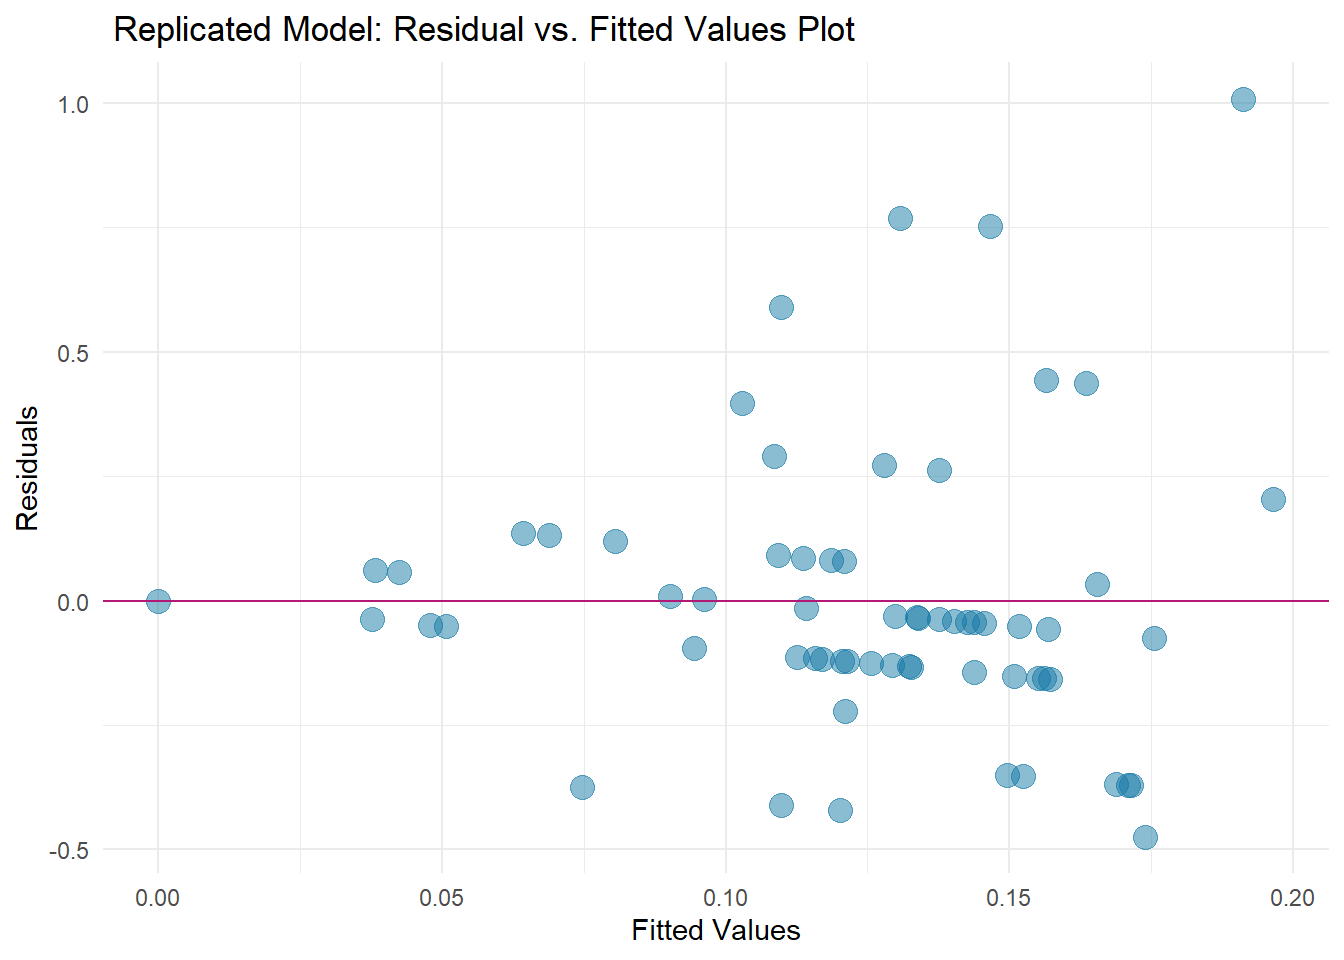 Replicated Model: Residual vs. Fitted Values Plot
1.0
0.5
0.0
-0.5
Residuals
0.00 0.05 0.10 0.15 0.20
Fitted Values